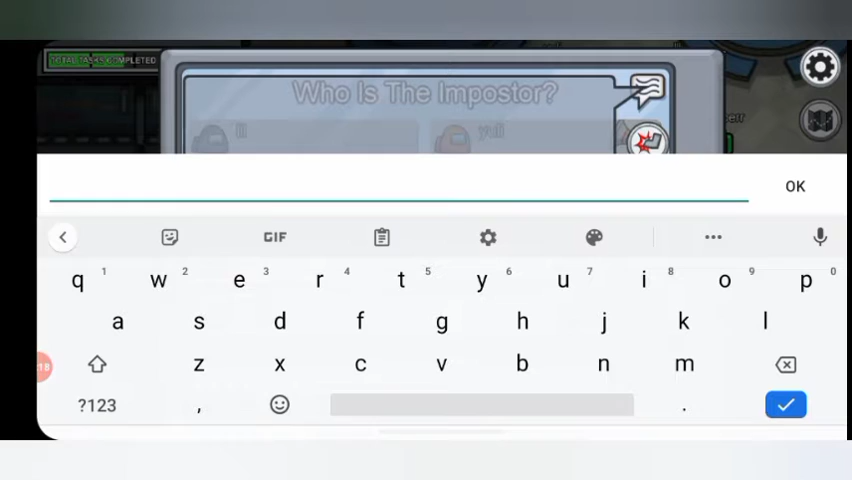 TOTAL TASKS COMPLETED
Who Is The Impostor?
yuli
OK
GIF
q 1 w 2 e 3 r 4 t 5 y 6 u 7 i 8 o 9 p 0
a s d f g h j k l
z x c v b n m
?123 , .